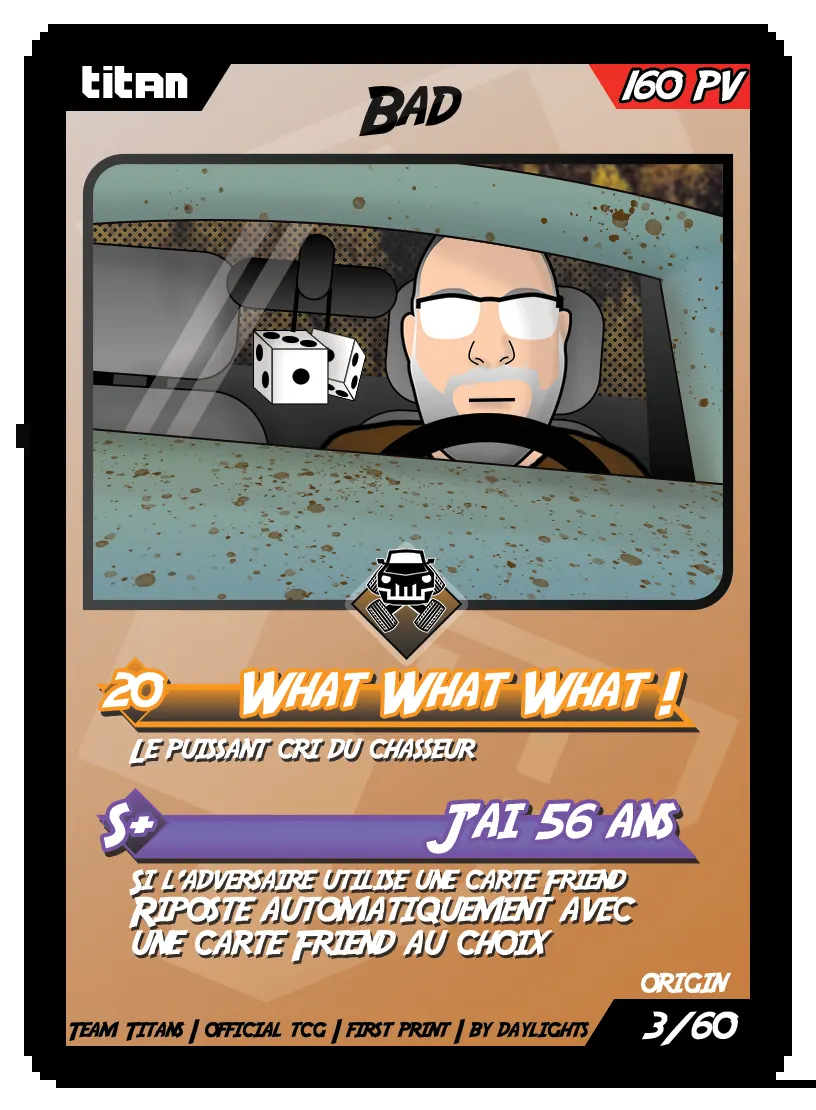 titan
Bad
160 PV
20 What What What !
Le puissant cri du chasseur
S+ J'ai 56 ans
Si l'adversaire utilise une carte Friend
Riposte automatiquement avec
une carte Friend au choix
origin
Team Titans | official tcg | first print | by daylights
3/60